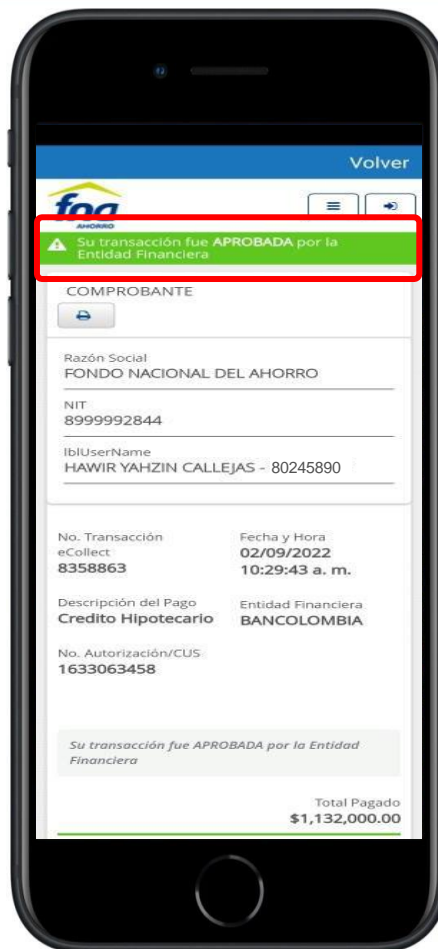 Volver
fna
AHORRO
Su transacción fue APROBADA por la
Entidad Financiera
COMPROBANTE
Razón Social
FONDO NACIONAL DEL AHORRO
NIT
8999992844
lblUserName
HAWIR YAHZIN CALLEJAS - 80245890
No. Transacción
eCollect
8358863
Fecha y Hora
02/09/2022
10:29:43 a. m.
Descripción del Pago
Credito Hipotecario
Entidad Financiera
BANCOLOMBIA
No. Autorización/CUS
1633063458
Su transacción fue APROBADA por la Entidad
Financiera
Total Pagado
$1,132,000.00